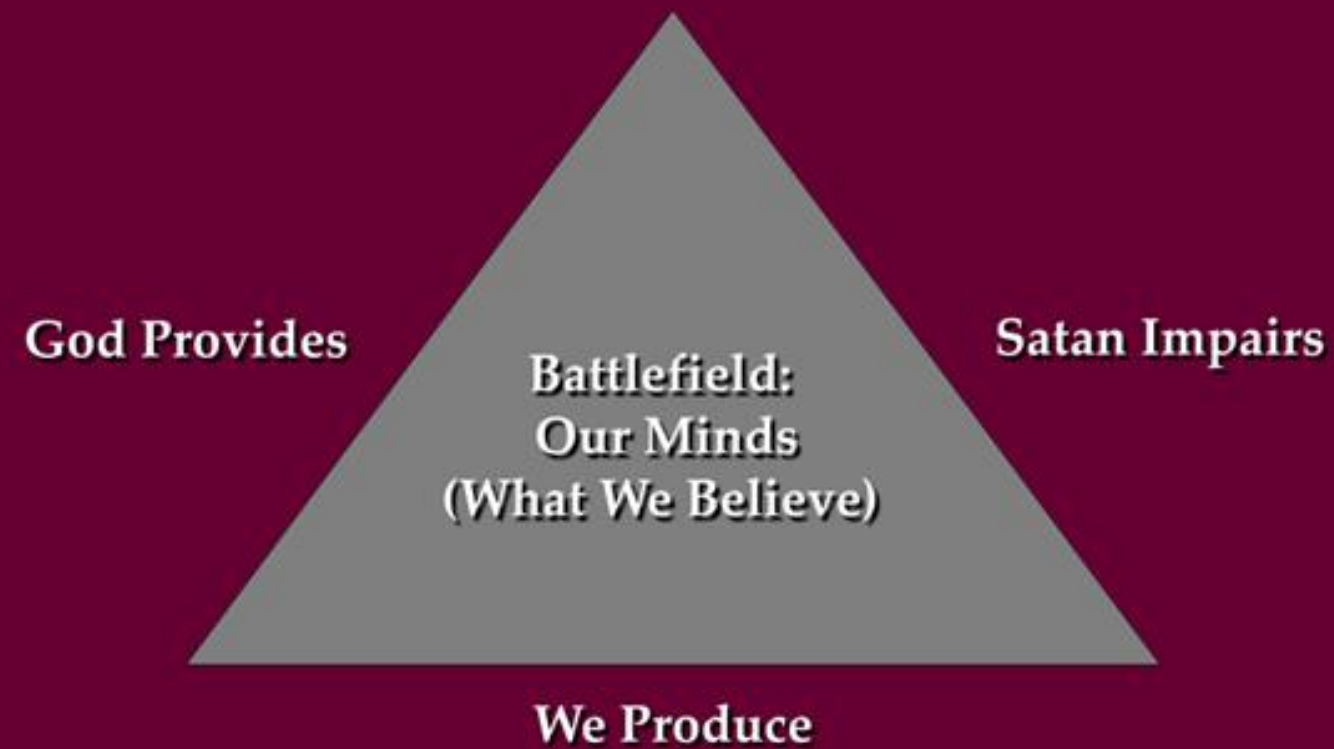 God Provides
Satan Impairs
Battlefield:
Our Minds
(What We Believe)
We Produce